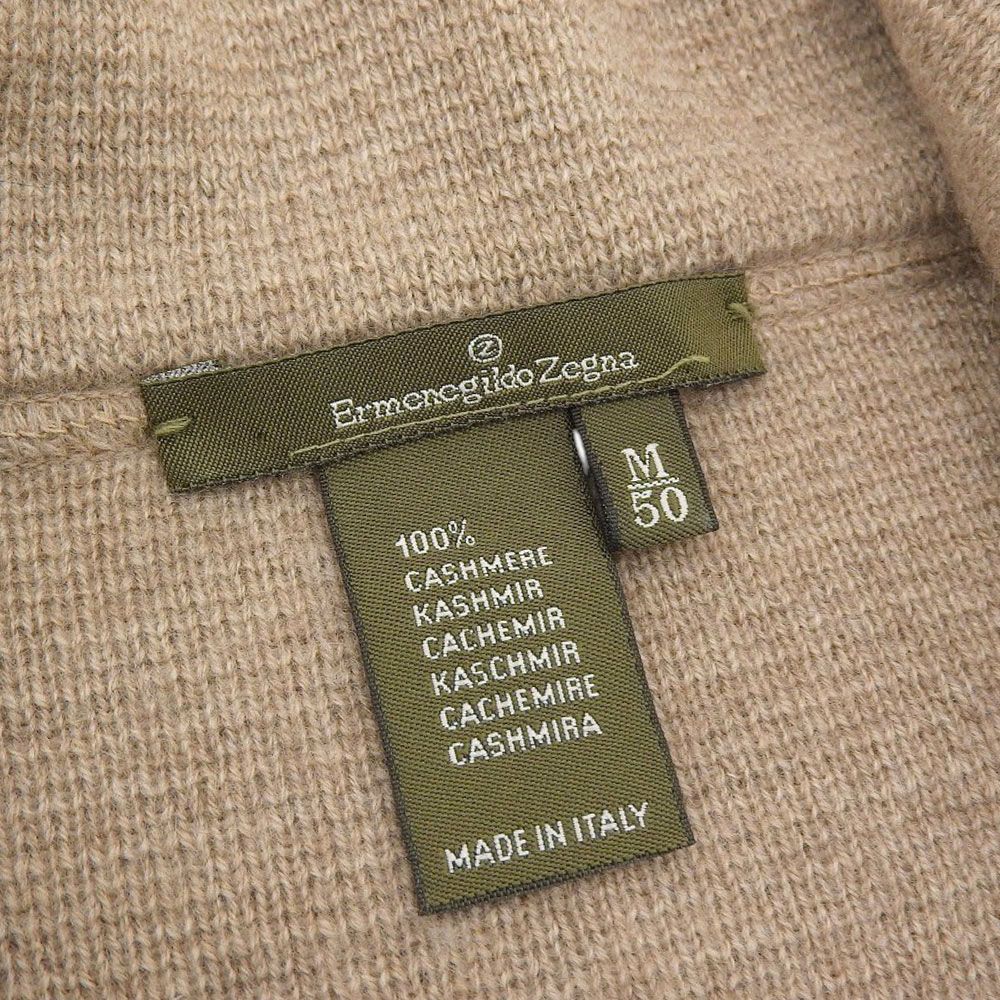 Z
Ermenegildo Zegna
M
50
100%
CASHMERE
KASHMIR
CACHEMIR
KASCHMIR
CACHEMIRE
CASHMIRA
MADE IN ITALY